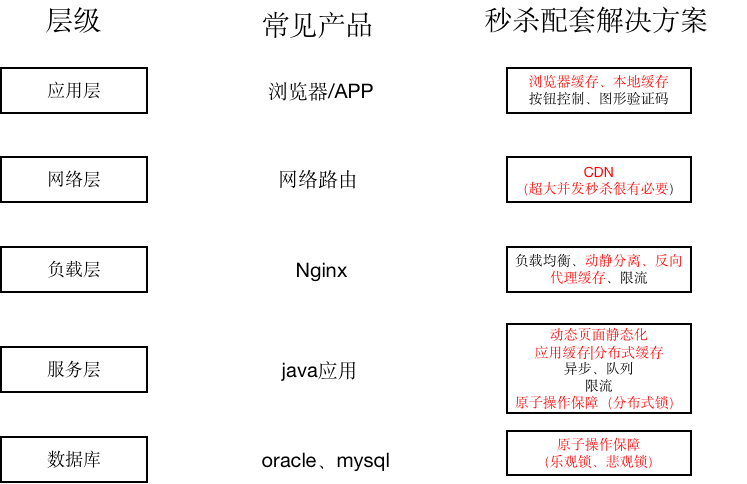 层级 常见产品 秒杀配套解决方案
应用层 浏览器/APP 浏览器缓存、本地缓存
按钮控制、图形验证码
网络层 网络路由 CDN
（超大并发秒杀很有必要）
负载层 Nginx 负载均衡、动静分离、反向
代理缓存、限流
服务层 java应用 动态页面静态化
应用缓存|分布式缓存
异步、队列
限流
原子操作保障（分布式锁）
数据库 oracle、mysql 原子操作保障
（乐观锁、悲观锁）